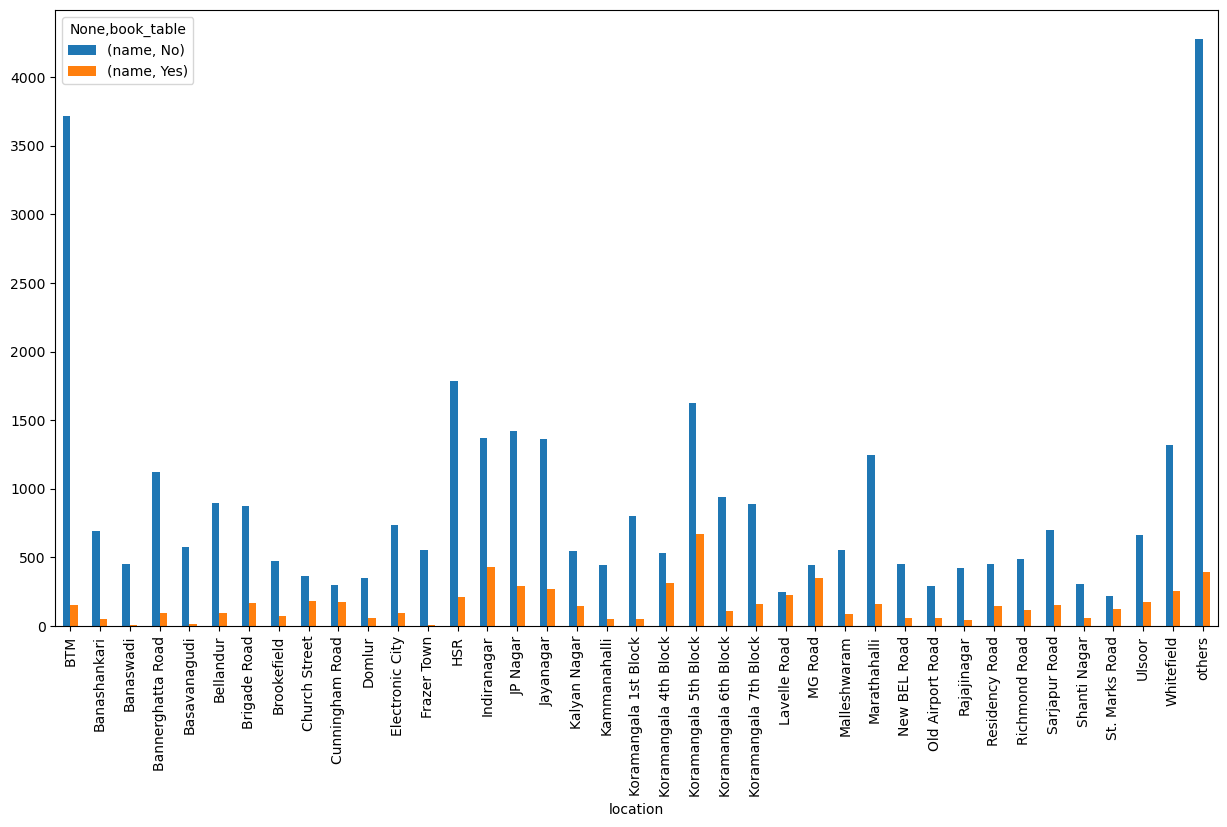 None,book_table
(name, No)
(name, Yes)
4000
3500
3000
2500
2000
1500
1000
500
0
BTM
Banashankari
Banaswadi
Bannerghatta Road
Basavanagudi
Bellandur
Brigade Road
Brookefield
Church Street
Cunningham Road
Domlur
Electronic City
Frazer Town
HSR
Indiranagar
JP Nagar
Jayanagar
Kalyan Nagar
Kammanahalli
Koramangala 1st Block
Koramangala 4th Block
Koramangala 5th Block
Koramangala 6th Block
Koramangala 7th Block
Lavelle Road
MG Road
Malleshwaram
Marathahalli
New BEL Road
Old Airport Road
Rajajinagar
Residency Road
Richmond Road
Sarjapur Road
Shanti Nagar
St. Marks Road
Ulsoor
Whitefield
others
location